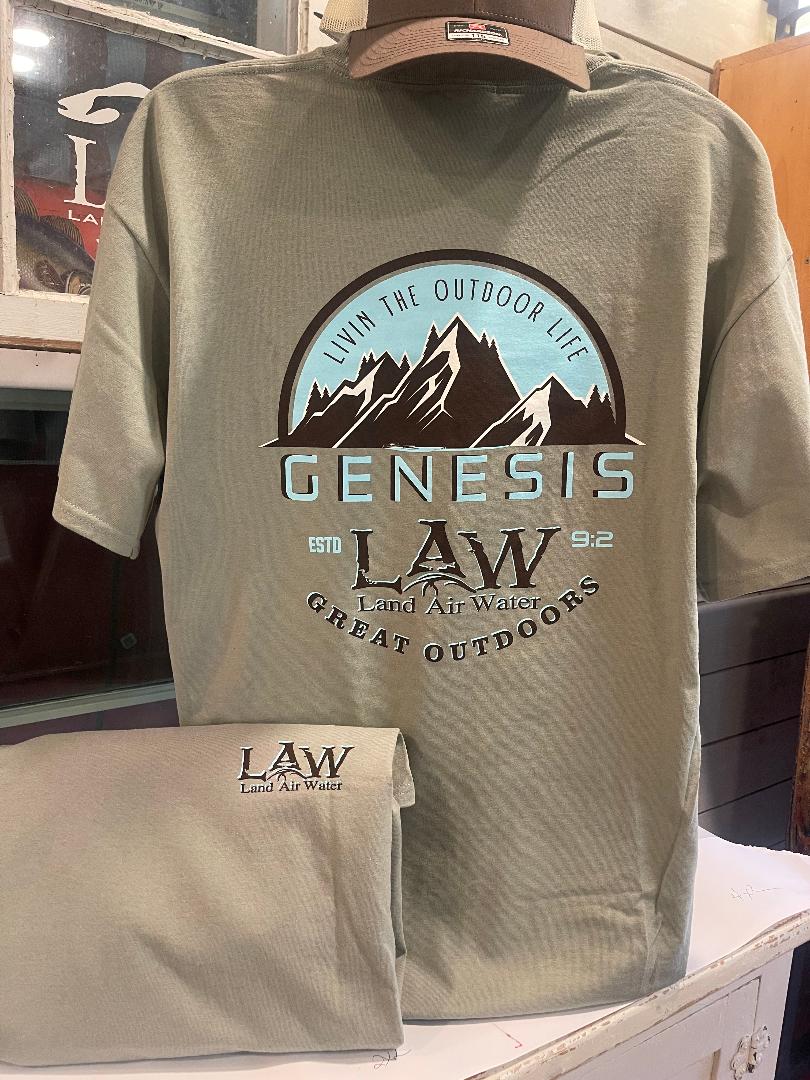 LIVIN THE OUTDOOR LIFE
GENESIS
ESTD LAW 9:2
Land Air Water
GREAT OUTDOORS
LAW
Land Air Water